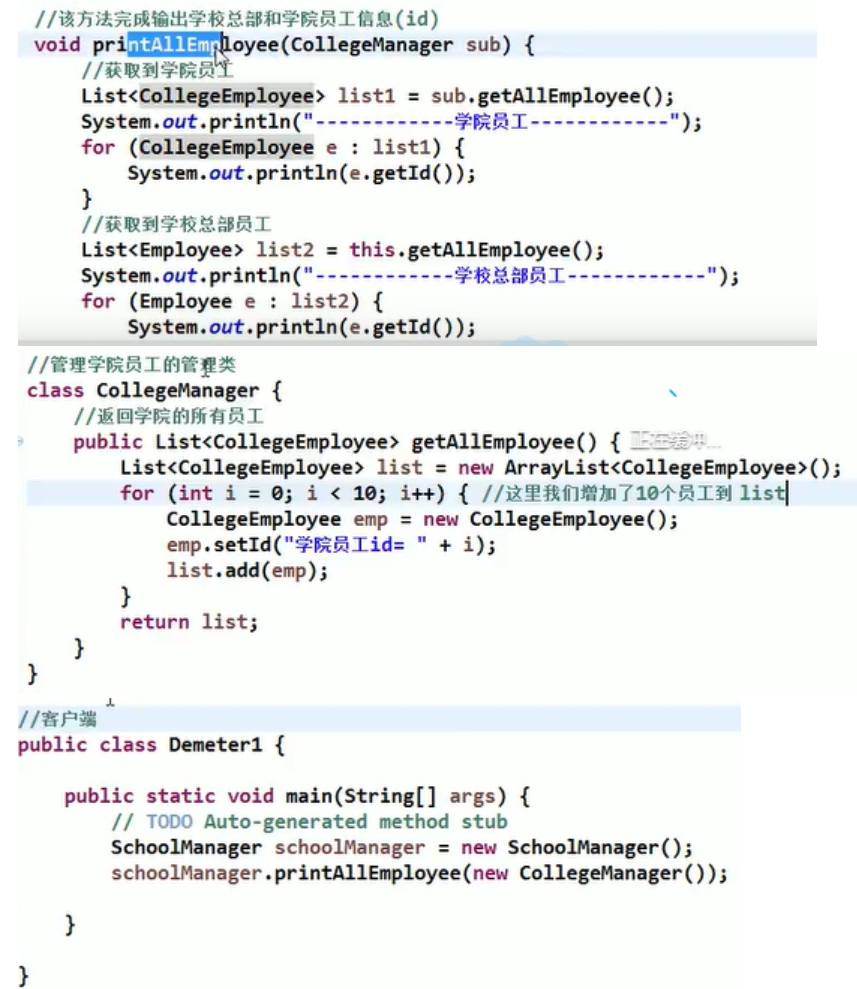 //该方法完成输出学校总部和学院员工信息(id)
void printAllEmployee(CollegeManager sub) {
//获取到学院员工
List<CollegeEmployee> list1 = sub.getAllEmployee();
System.out.println("------------学院员工------------");
for (CollegeEmployee e : list1) {
System.out.println(e.getId());
}
//获取到学校总部员工
List<Employee> list2 = this.getAllEmployee();
System.out.println("------------学校总部员工------------");
for (Employee e : list2) {
System.out.println(e.getId());
//管理学院员工的管理类
class CollegeManager {
//返回学院的所有员工
public List<CollegeEmployee> getAllEmployee() { 正在缓冲...
List<CollegeEmployee> list = new ArrayList<CollegeEmployee>();
for (int i = 0; i < 10; i++) { //这里我们增加了10个员工到 list
CollegeEmployee emp = new CollegeEmployee();
emp.setId("学院员工id= " + i);
list.add(emp);
}
return list;
}
}
//客户端
public class Demeter1 {
public static void main(String[] args) {
// TODO Auto-generated method stub
SchoolManager schoolManager = new SchoolManager();
schoolManager.printAllEmployee(new CollegeManager());
}
}